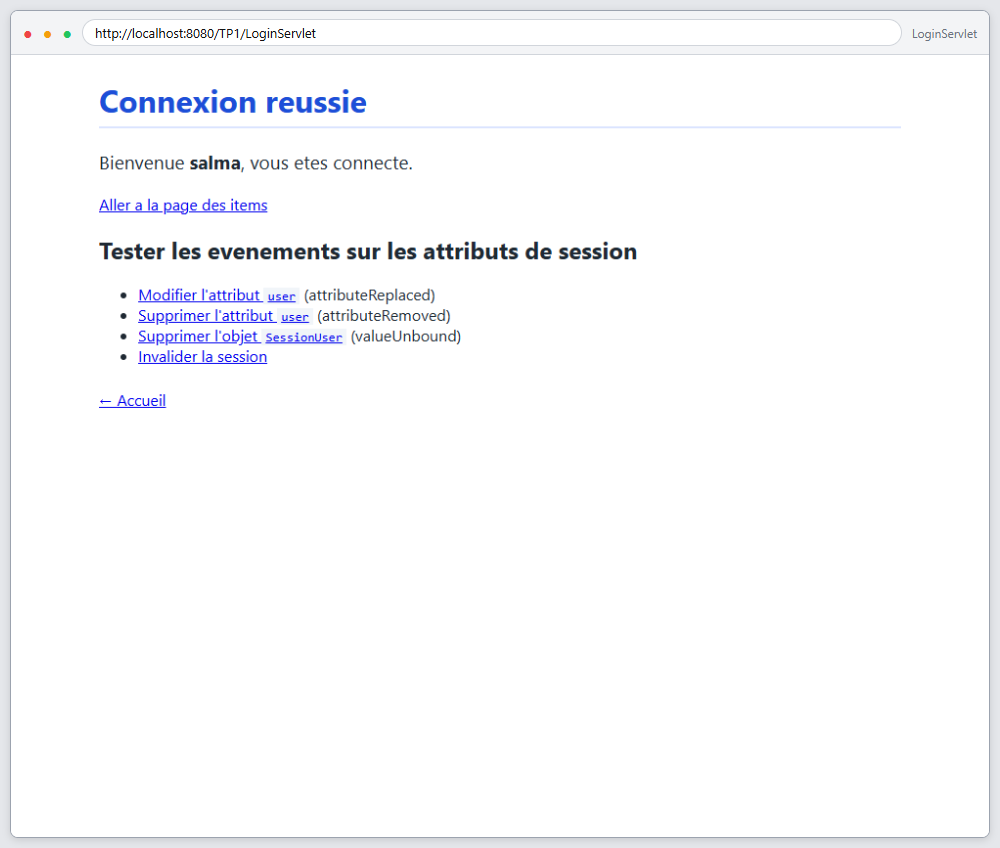 http://localhost:8080/TP1/LoginServlet
LoginServlet
Connexion reussie
Bienvenue salma, vous etes connecte.
Aller a la page des items
Tester les evenements sur les attributs de session
• Modifier l'attribut user (attributeReplaced)
• Supprimer l'attribut user (attributeRemoved)
• Supprimer l'objet SessionUser (valueUnbound)
• Invalider la session
← Accueil